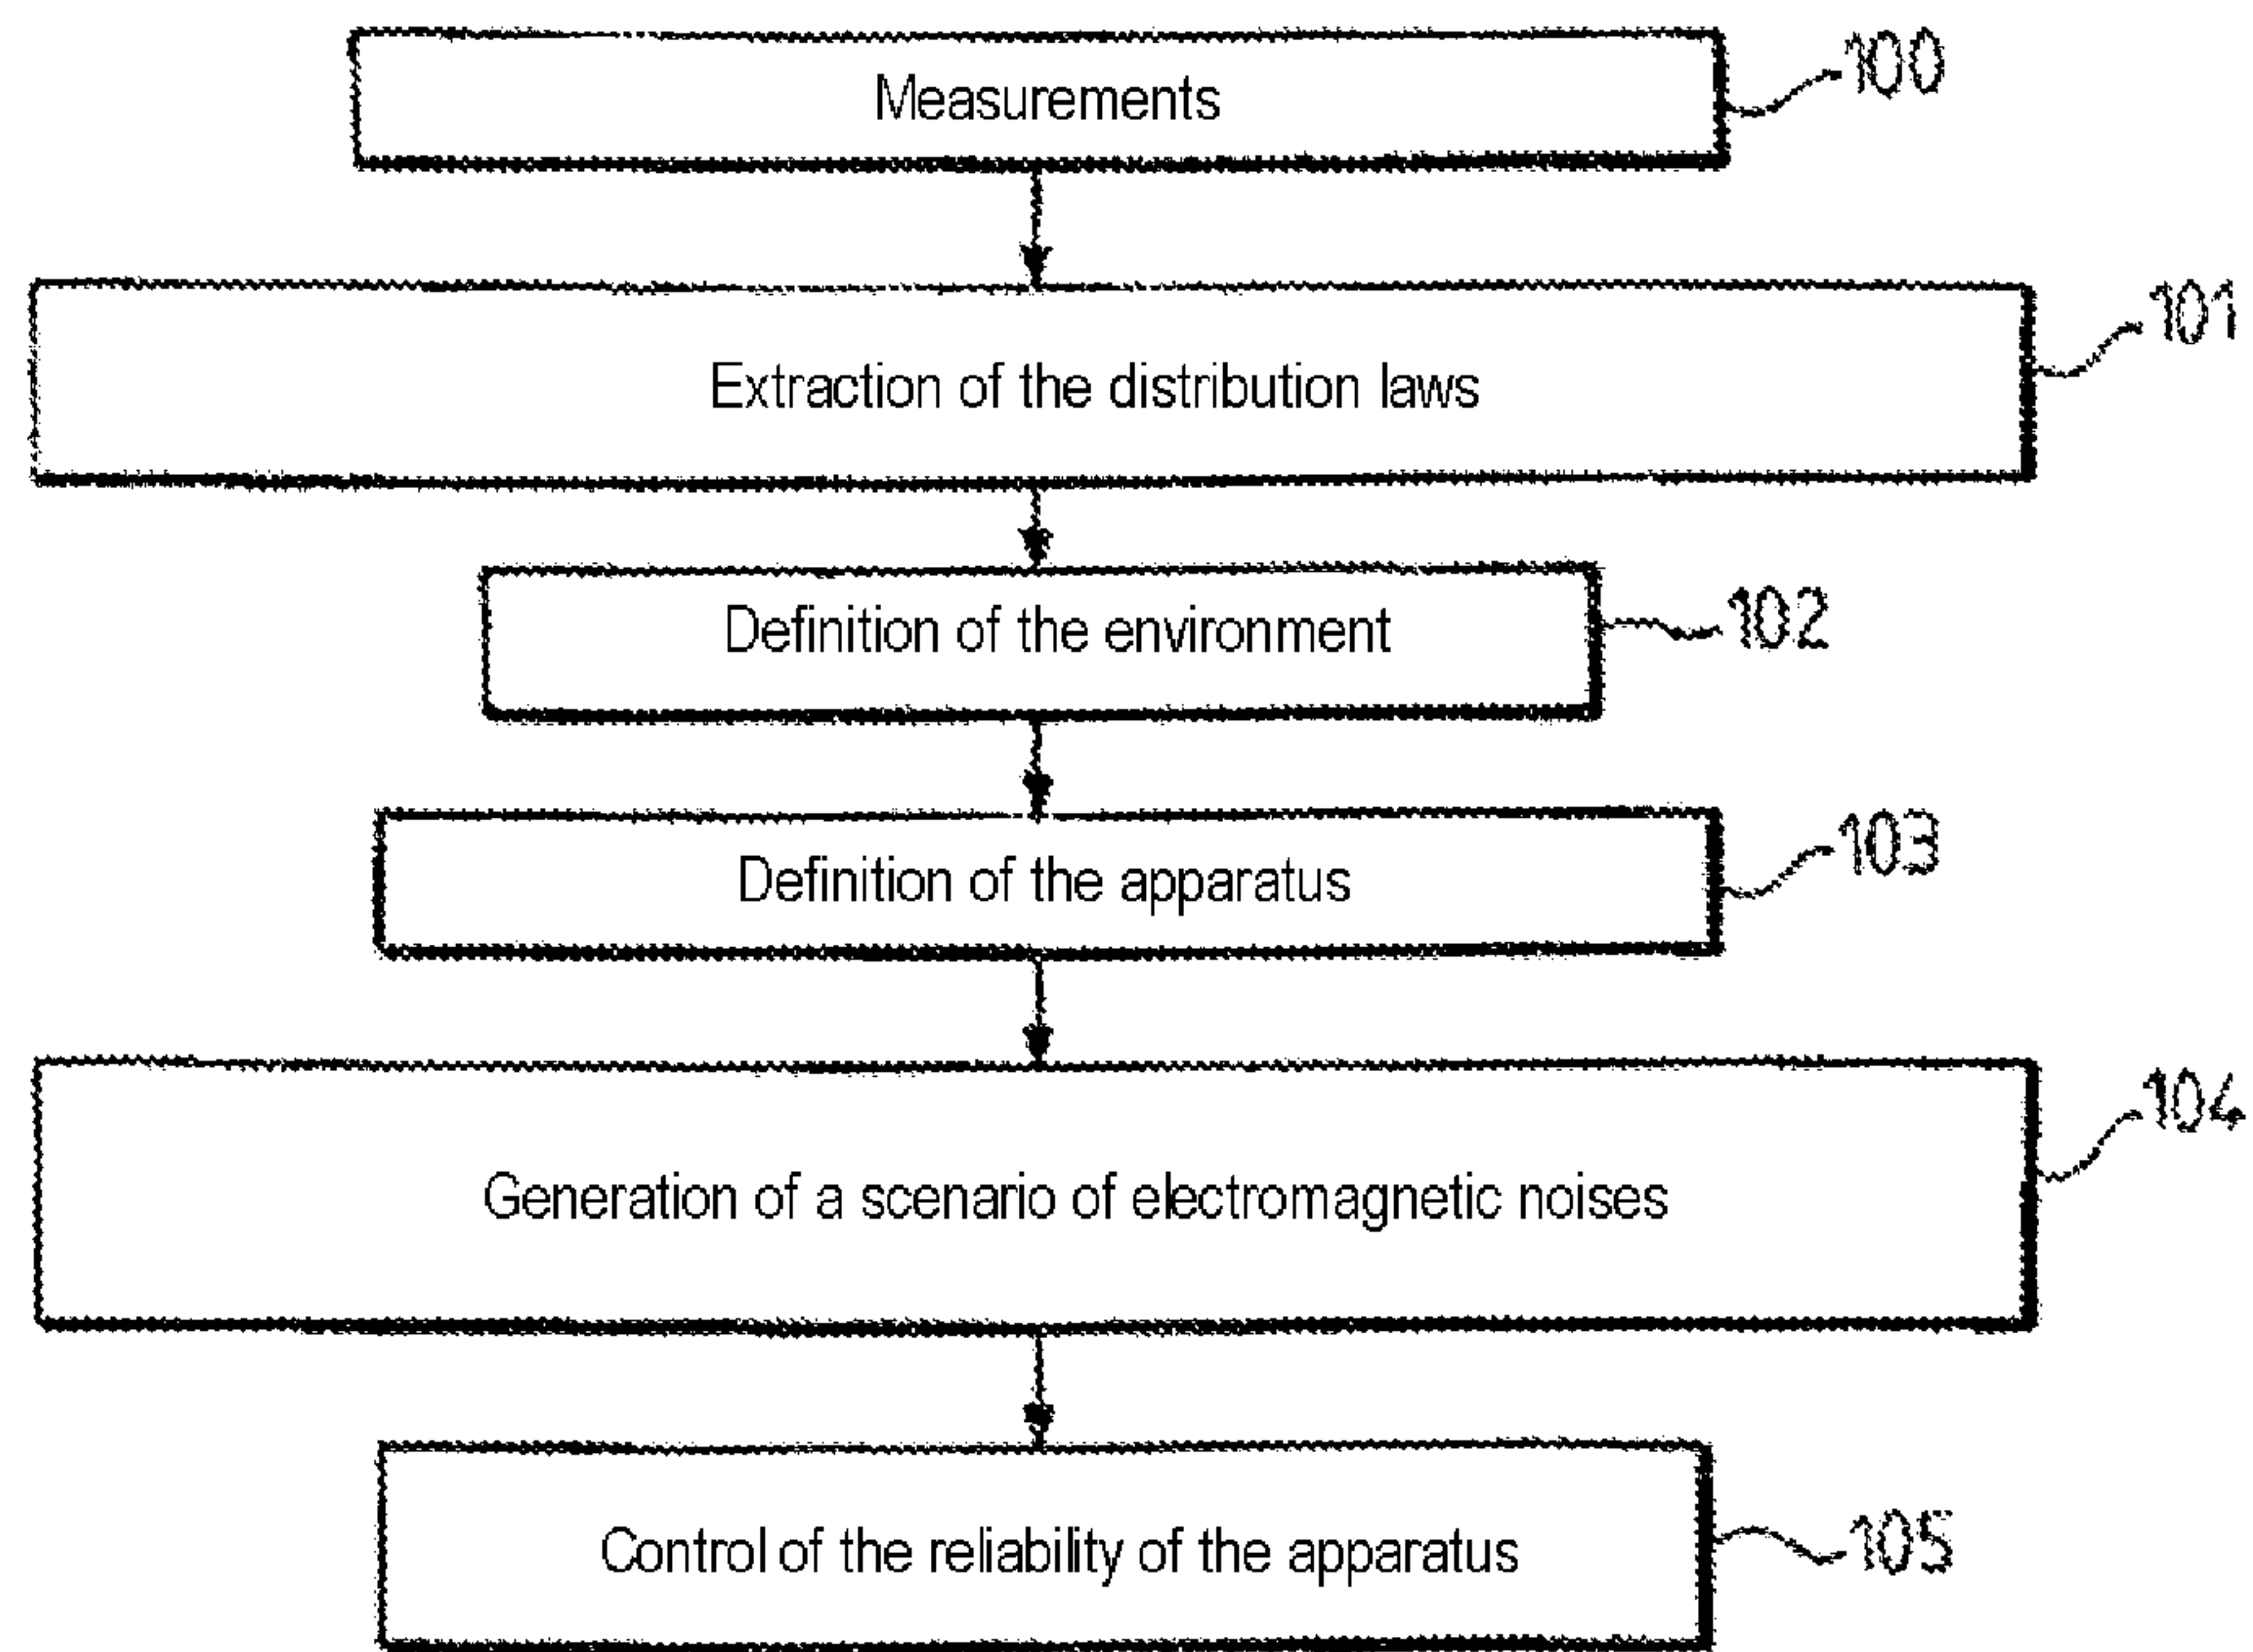 Measurements
100
Extraction of the distribution laws
101
Definition of the environment
102
Definition of the apparatus
103
Generation of a scenario of electromagnetic noises
104
Control of the reliability of the apparatus
105